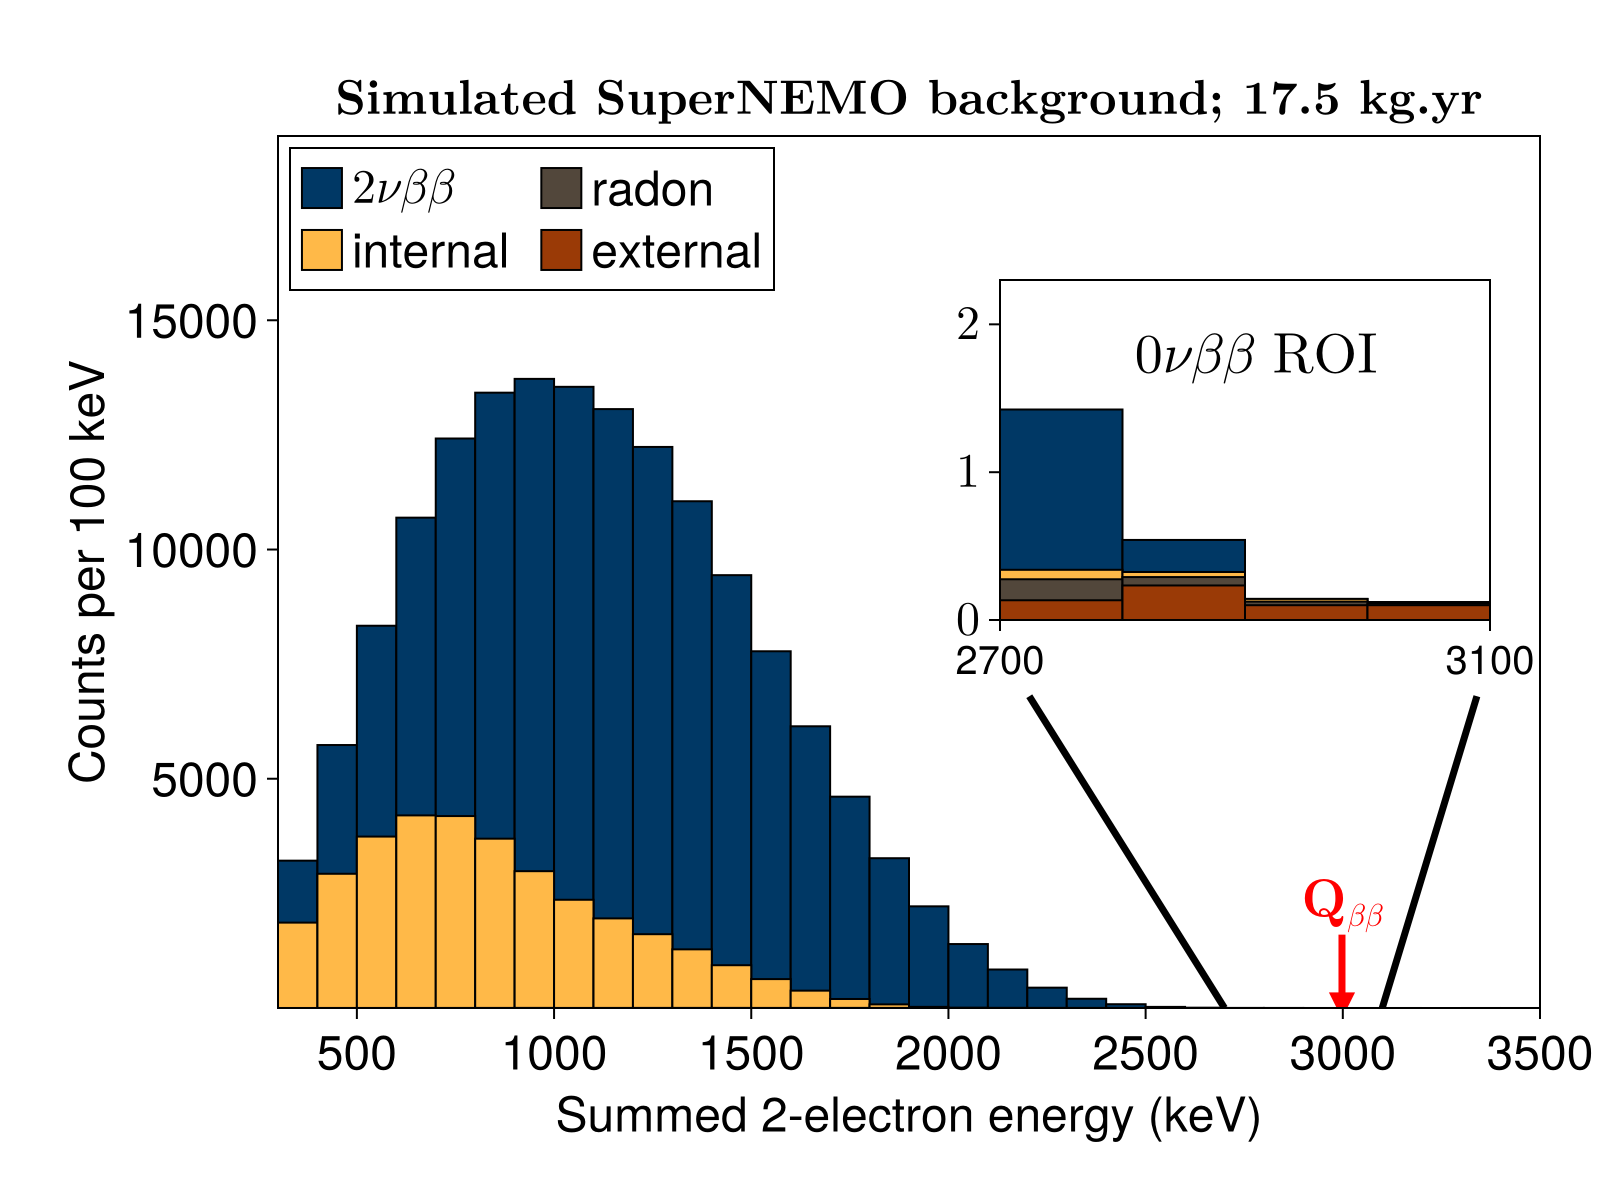 Simulated SuperNEMO background; 17.5 kg.yr
2νββ radon
internal external
15000
10000
5000
Counts per 100 keV
0νββ ROI
2
1
0
2700 3100
Qββ
500 1000 1500 2000 2500 3000 3500
Summed 2-electron energy (keV)